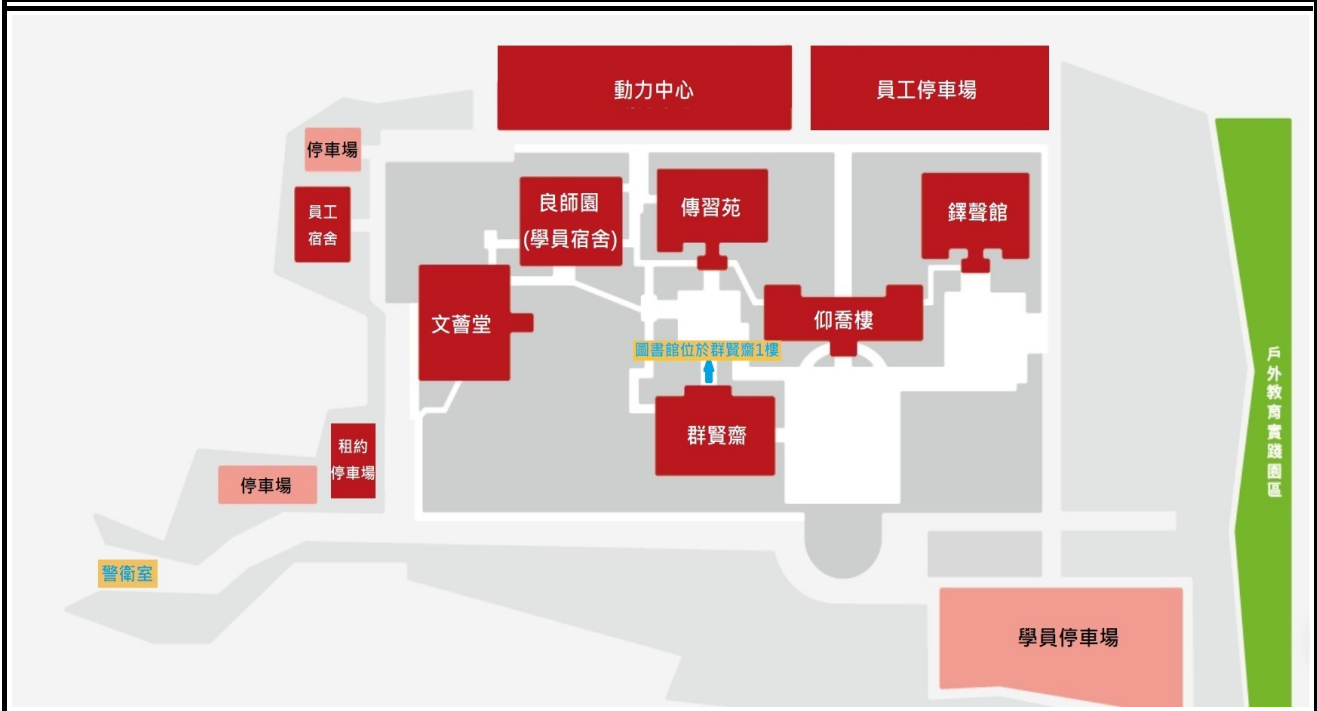 動力中心
員工停車場
停車場
良師園
(學員宿舍)
傳習苑
鐸聲館
員工
宿舍
文薈堂
仰喬樓
圖書館位於群賢齋1樓
群賢齋
租約
停車場
停車場
警衛室
學員停車場
戶外教育實踐園區